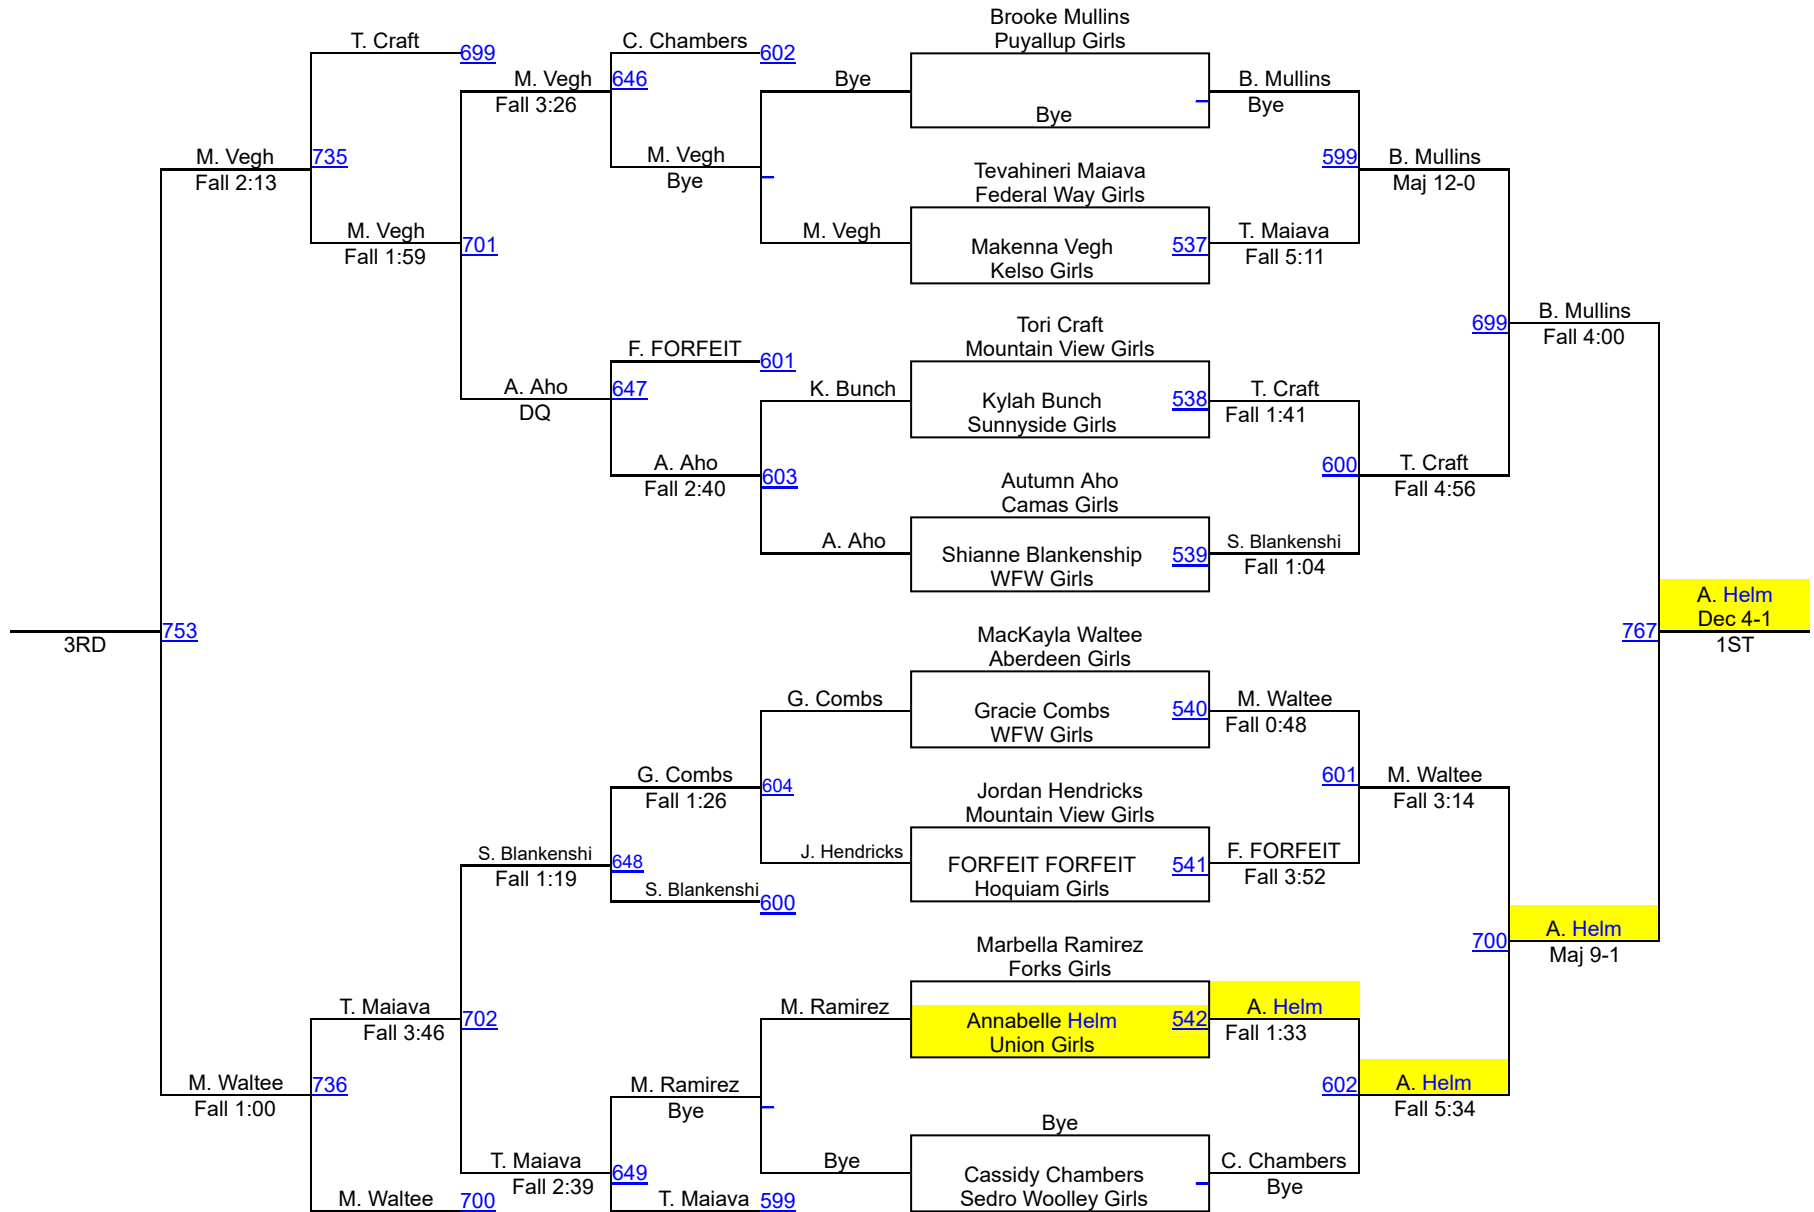 Brooke Mullins
Puyallup Girls
T. Craft
699
C. Chambers
602
M. Vegh
646
Fall 3:26
Bye
B. Mullins
Bye
Bye
M. Vegh
735
Fall 2:13
M. Vegh
Bye
599
B. Mullins
Maj 12-0
Tevahineri Maiava
Federal Way Girls
M. Vegh
701
Fall 1:59
M. Vegh
Makenna Vegh
537
Kelso Girls
T. Maiava
Fall 5:11
B. Mullins
699
Fall 4:00
Tori Craft
Mountain View Girls
F. FORFEIT
601
A. Aho
647
DQ
K. Bunch
Kylah Bunch
538
Sunnyside Girls
T. Craft
Fall 1:41
A. Aho
603
Fall 2:40
600
T. Craft
Fall 4:56
Autumn Aho
Camas Girls
A. Aho
Shianne Blankenship
539
WFW Girls
S. Blankenshi
Fall 1:04
A. Helm
Dec 4-1
767
1ST
753
3RD
MacKayla Waltee
Aberdeen Girls
G. Combs
Gracie Combs
540
WFW Girls
M. Waltee
Fall 0:48
G. Combs
604
Fall 1:26
601
M. Waltee
Fall 3:14
Jordan Hendricks
Mountain View Girls
S. Blankenshi
648
Fall 1:19
J. Hendricks
FORFEIT FORFEIT
541
Hoquiam Girls
F. FORFEIT
Fall 3:52
S. Blankenshi
600
A. Helm
700
Maj 9-1
Marbella Ramirez
Forks Girls
T. Maiava
702
Fall 3:46
M. Ramirez
Annabelle Helm
542
Union Girls
A. Helm
Fall 1:33
M. Waltee
736
Fall 1:00
M. Ramirez
Bye
602
A. Helm
Fall 5:34
Bye
T. Maiava
649
Fall 2:39
Bye
Cassidy Chambers
Sedro Woolley Girls
C. Chambers
Bye
M. Waltee
700
T. Maiava
599